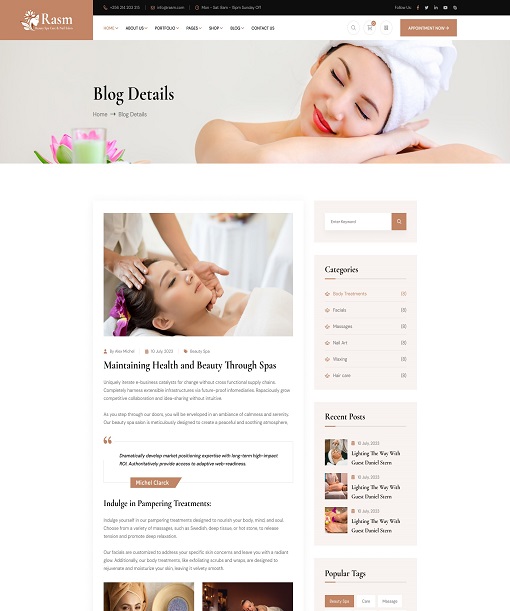 Rasm
+256 214 203 215
info@rasm.com
Mon - Sat: 8am - 8pm Sunday: Off
Follow Us:
HOME
ABOUT US
PORTFOLIO
PAGES
SHOP
BLOG
CONTACT US
APPOINTMENT NOW
Blog Details
Home → Blog Details
Enter Keyword
Categories
Body Treatments
Facials
Massages
Nail Art
Waxing
Hair care
By Alex Michel
10 July, 2023
Beauty Spa
Maintaining Health and Beauty Through Spas
Uniquely iterate e-business catalysts for change without cross functional supply chains.
Completely harness extensible infrastructures via future-proof infomediaries. Rapaciously grow
competitive collaboration and idea-sharing without intuitive.
As you step through our doors, you will be enveloped in an ambience of calmness and serenity.
Our beauty spa salon is meticulously designed to create a peaceful and soothing atmosphere,
Dramatically develop market positioning expertise with long-term high-impact
ROI. Authoritatively provide access to adaptive web-readiness.
Michel Clarck
Indulge in Pampering Treatments:
Indulge yourself in our pampering treatments designed to nourish your body, mind, and soul.
Choose from a variety of massages, such as Swedish, deep tissue, or hot stone, to release
tension and promote deep relaxation.
Our facials are customized to address your specific skin concerns and leave you with a radiant
glow. Additionally, our body treatments, like exfoliating scrubs and wraps, are designed to
rejuvenate and moisturize your skin, leaving it velvety smooth.
Recent Posts
10 July, 2023
Lighting The Way With
Guest Daniel Stern
10 July, 2023
Lighting The Way With
Guest Daniel Stern
10 July, 2023
Lighting The Way With
Guest Daniel Stern
Popular Tags
Beauty Spa
Care
Massage